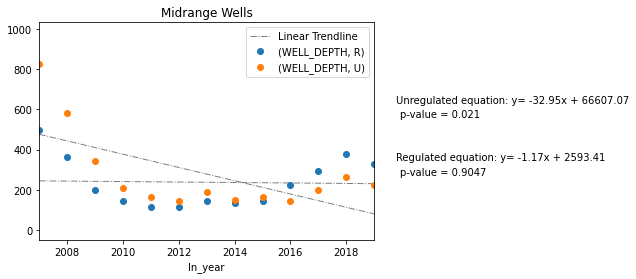 Midrange Wells
1000
800
600
400
200
0
2008
2010
2012
2014
2016
2018
In_year
Linear Trendline
(WELL_DEPTH, R)
(WELL_DEPTH, U)
Unregulated equation: y= -32.95x + 66607.07
p-value = 0.021
Regulated equation: y= -1.17x + 2593.41
p-value = 0.9047